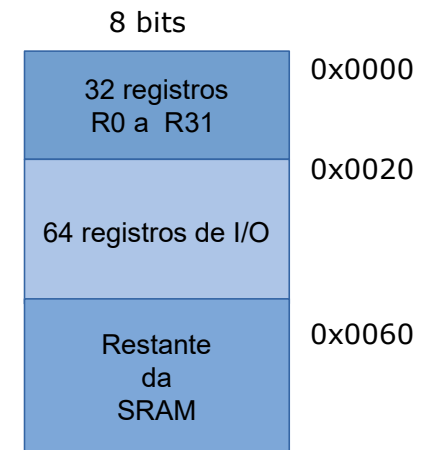 8 bits
0x0000
32 registros
R0 a R31
0x0020
64 registros de I/O
0x0060
Restante
da
SRAM